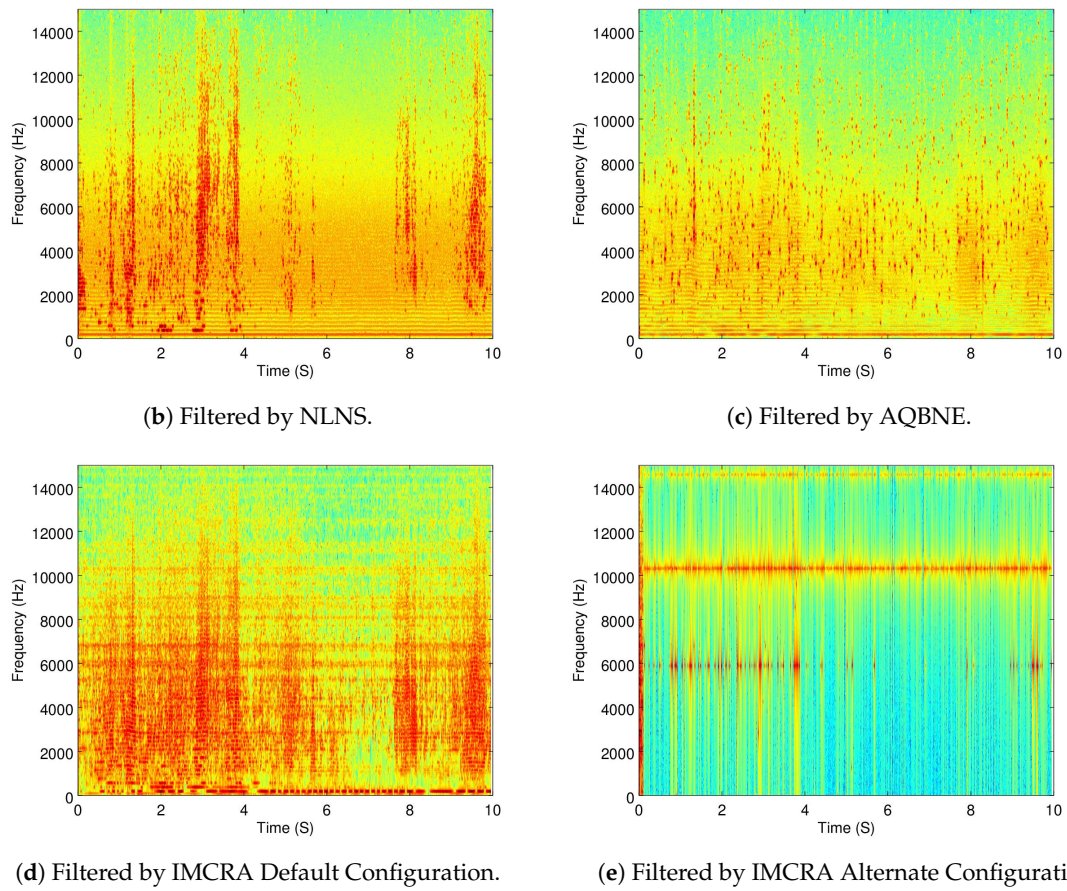 14000
12000
10000
8000
6000
4000
2000
0
Frequency (Hz)
0 2 4 6 8 10
Time (S)
14000
12000
10000
8000
6000
4000
2000
0
Frequency (Hz)
0 2 4 6 8 10
Time (S)
(b) Filtered by NLNS.
(c) Filtered by AQBNE.
14000
12000
10000
8000
6000
4000
2000
0
Frequency (Hz)
0 2 4 6 8 10
Time (S)
14000
12000
10000
8000
6000
4000
2000
0
Frequency (Hz)
0 2 4 6 8 10
Time (S)
(d) Filtered by IMCRA Default Configuration.
(e) Filtered by IMCRA Alternate Configurati